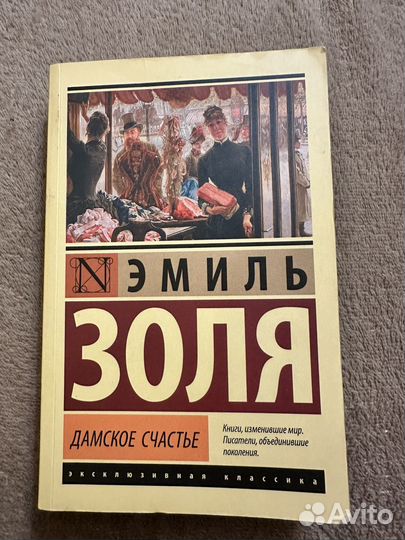 N
ЭМИЛЬ
ЗОЛЯ
ДАМСКОЕ СЧАСТЬЕ
Книги, изменившие мир.
Писатели, объединившие
поколения.
эксклюзивная классика
Avito